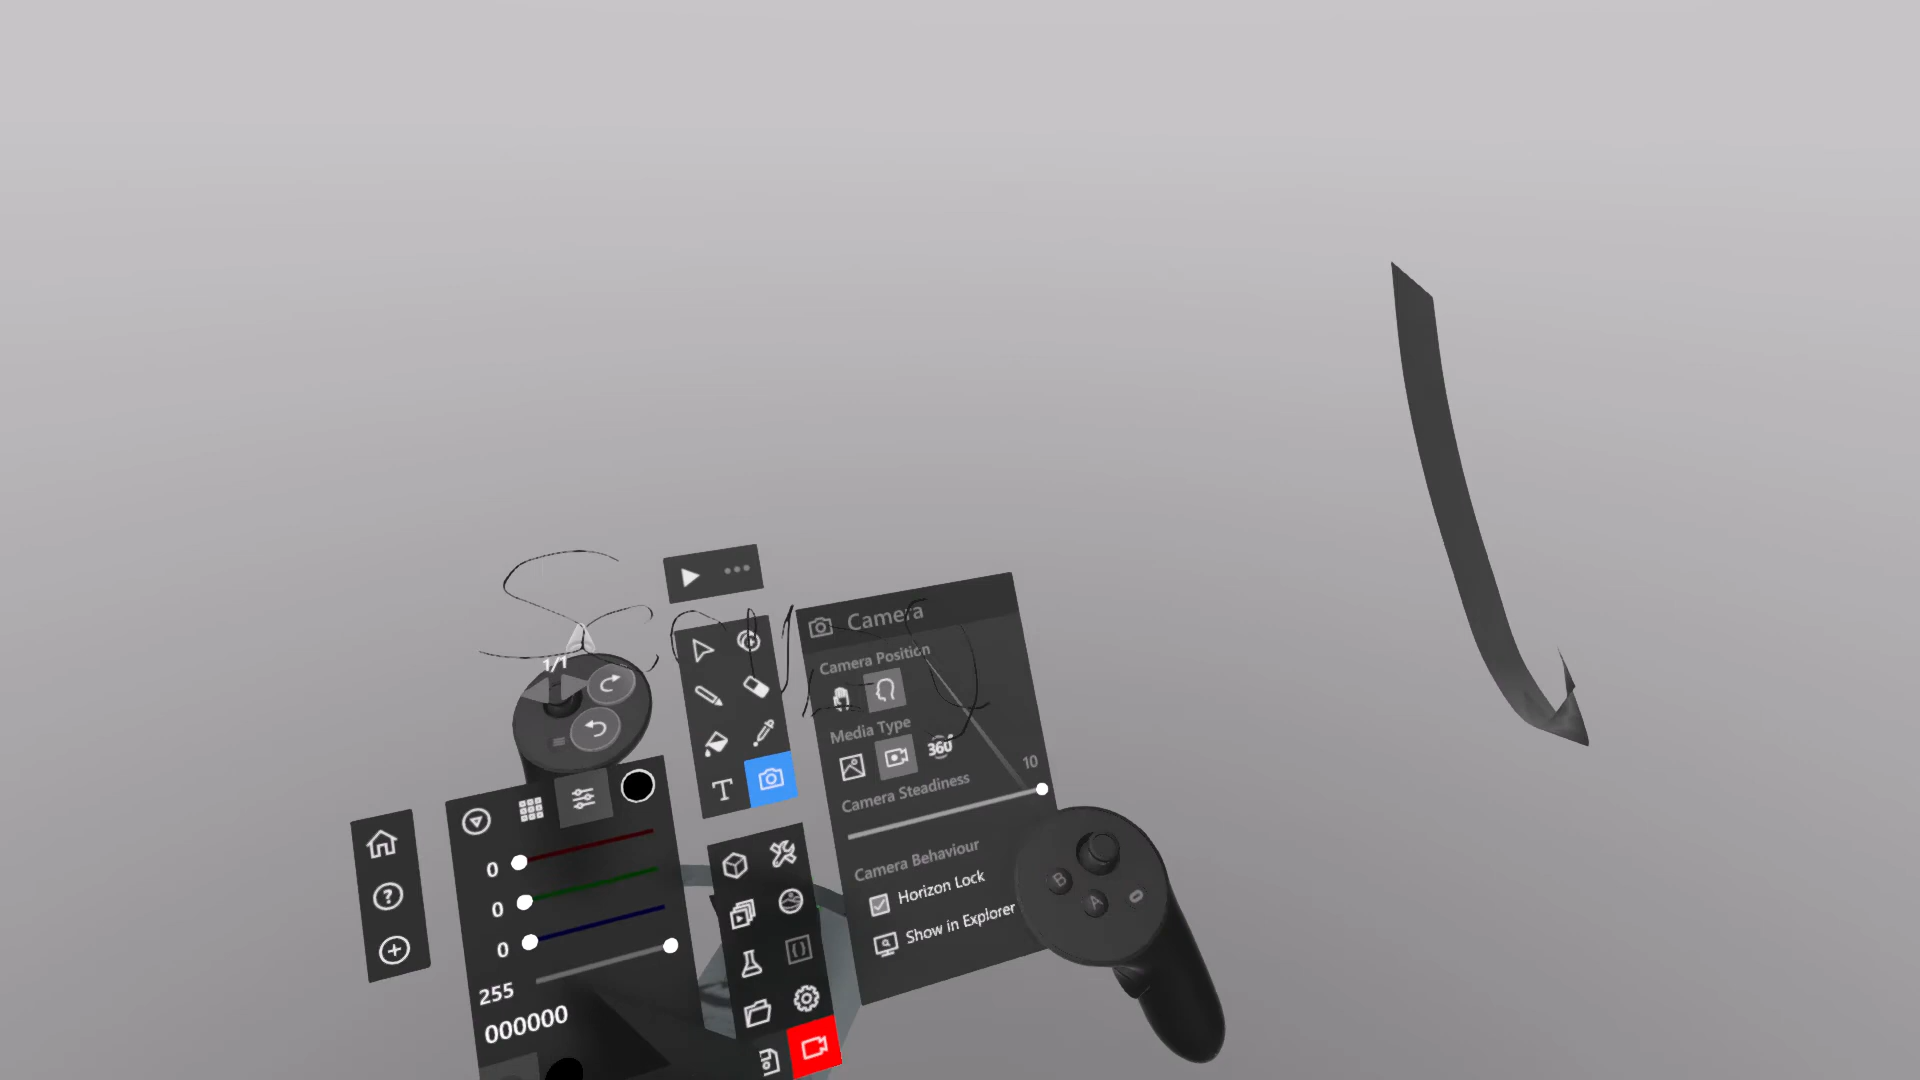 1/1
Camera
Camera Position
Media Type
360°
10
Camera Steadiness
0
0
Camera Behaviour
Horizon Lock
0
Show in Explorer
255
000000
T
B
A